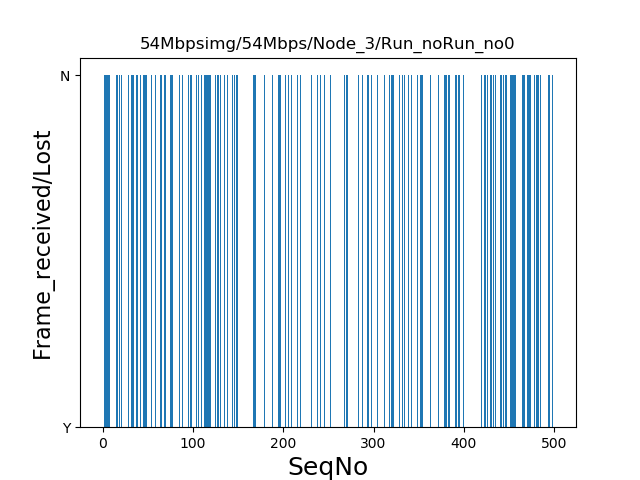 54Mbpsimg/54Mbps/Node_3/Run_noRun_no0
N
Frame_received/Lost
Y
0 100 200 300 400 500
SeqNo